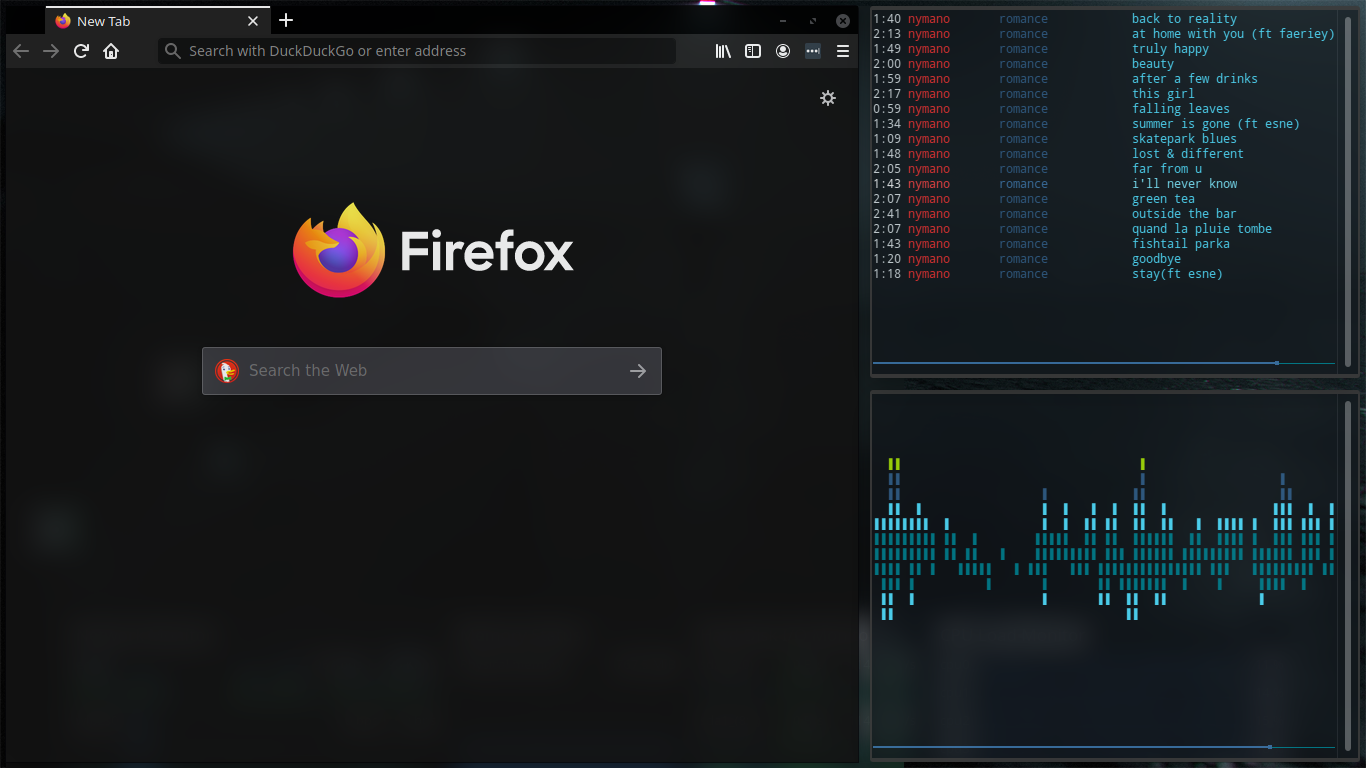 New Tab
Search with DuckDuckGo or enter address
Firefox
Search the Web
1:40 nymano romance back to reality
2:13 nymano romance at home with you (ft faeriey)
1:49 nymano romance truly happy
2:00 nymano romance beauty
1:59 nymano romance after a few drinks
2:17 nymano romance this girl
0:59 nymano romance falling leaves
1:34 nymano romance summer is gone (ft esne)
1:09 nymano romance skatepark blues
1:48 nymano romance lost & different
2:05 nymano romance far from u
1:43 nymano romance i'll never know
2:07 nymano romance green tea
2:41 nymano romance outside the bar
2:07 nymano romance quand la pluie tombe
1:43 nymano romance fishtail parka
1:20 nymano romance goodbye
1:18 nymano romance stay(ft esne)